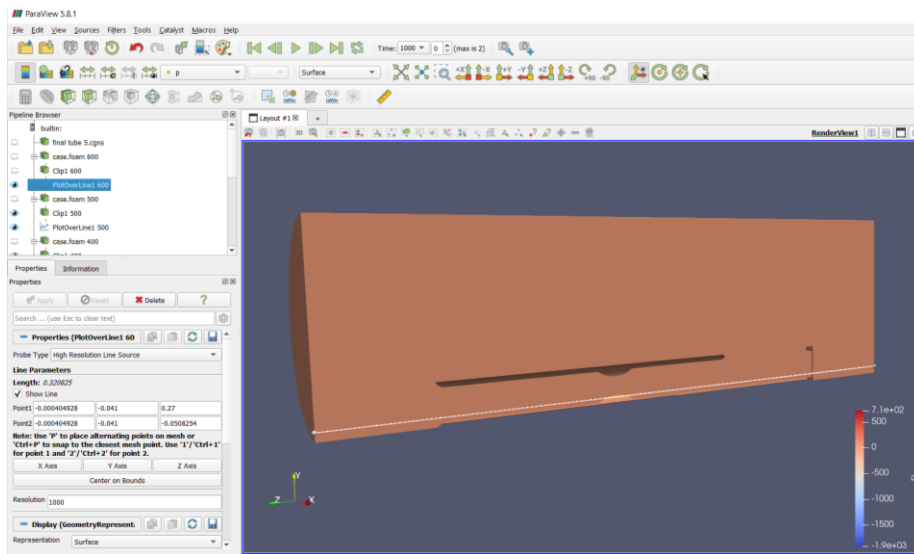 ParaView 5.8.1
File Edit View Sources Filters Tools Catalyst Macros Help
Time: 1000 0 (max is 2)
p
Surface
+X -X +Y -Y +Z -Z +90 -90
Pipeline Browser
builtin:
final tube 5.cgns
case.foam 600
Clip1 600
PlotOverLine1 600
case.foam 500
Clip1 500
PlotOverLine1 500
case.foam 400
Clip1 400
Layout #1
+
3D
RenderView1
Properties Information
Properties
Apply Reset Delete ?
Search ... (use Esc to clear text)
Properties (PlotOverLine1 60
Probe Type High Resolution Line Source
Line Parameters
Length: 0.320825
Show Line
Point1 -0.000404928 -0.041 0.27
Point2 -0.000404928 -0.041 -0.0508254
Note: Use 'P' to place alternating points on mesh or
'Ctrl+P' to snap to the closest mesh point. Use '1'/'Ctrl+1'
for point 1 and '2'/'Ctrl+2' for point 2.
X Axis Y Axis Z Axis
Center on Bounds
Resolution 1000
Display (GeometryRepresent:
Representation Surface
Y
Z X
7.1e+02
500
0
-500
-1000
-1500
-1.9e+03
p